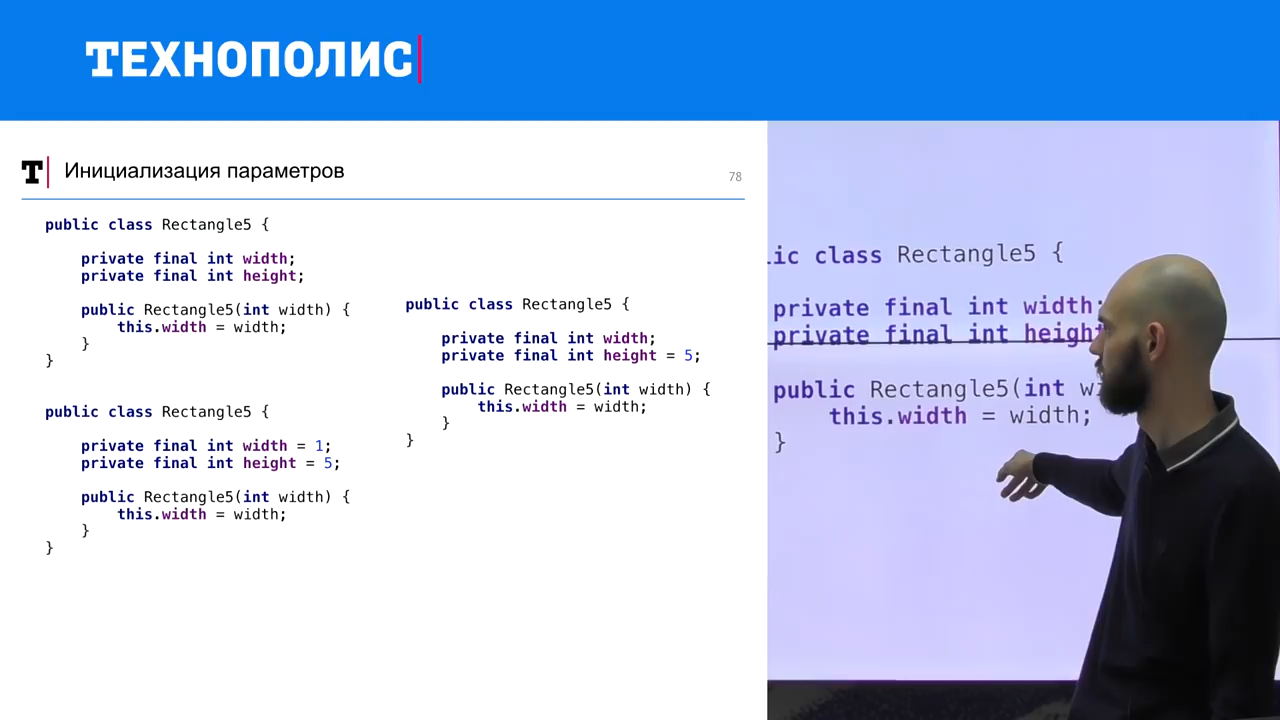 ТЕХНОПОЛИС
Т Инициализация параметров
78
public class Rectangle5 {
private final int width;
private final int height;
public Rectangle5(int width) {
this.width = width;
}
}
public class Rectangle5 {
private final int width = 1;
private final int height = 5;
public Rectangle5(int width) {
this.width = width;
}
}
public class Rectangle5 {
private final int width;
private final int height = 5;
public Rectangle5(int width) {
this.width = width;
}
}
class Rectangle5 {
private final int width;
private final int height
public Rectangle5(int
this.width = width;
}